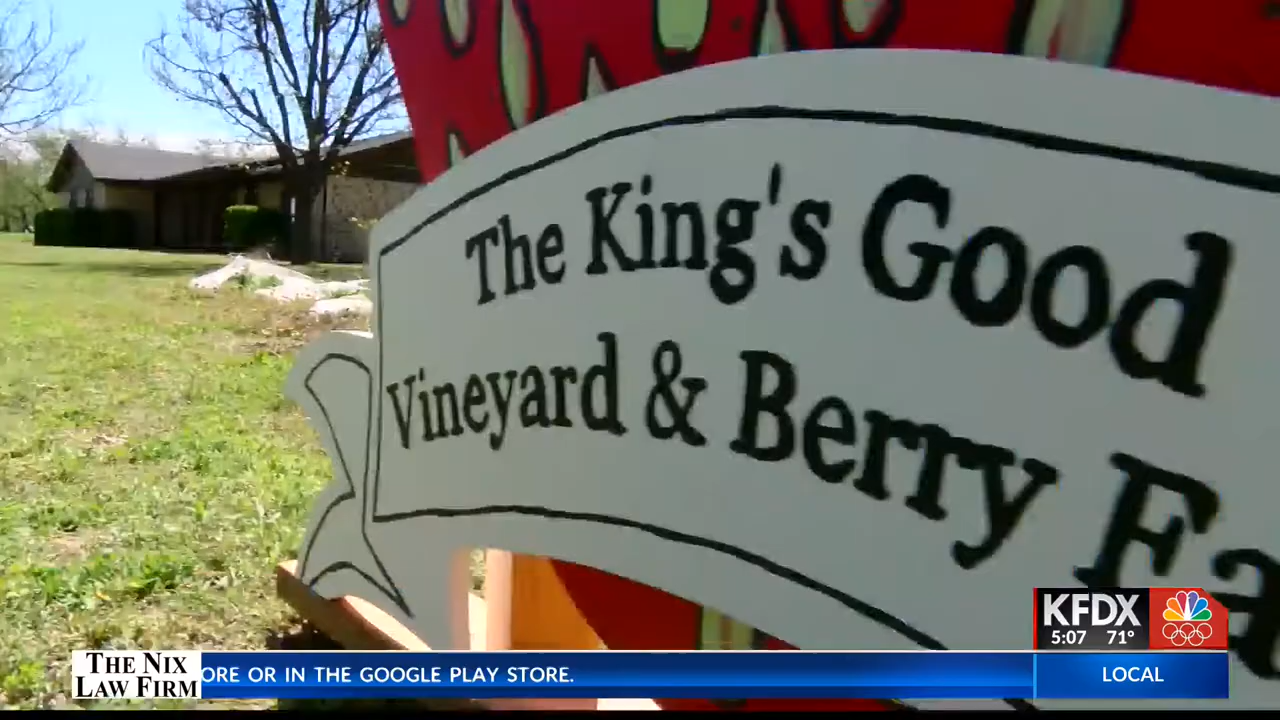 The King's Good
Vineyard & Berry Fa
KFDX
5:07 71°
THE NIX
LAW FIRM
ORE OR IN THE GOOGLE PLAY STORE.
LOCAL